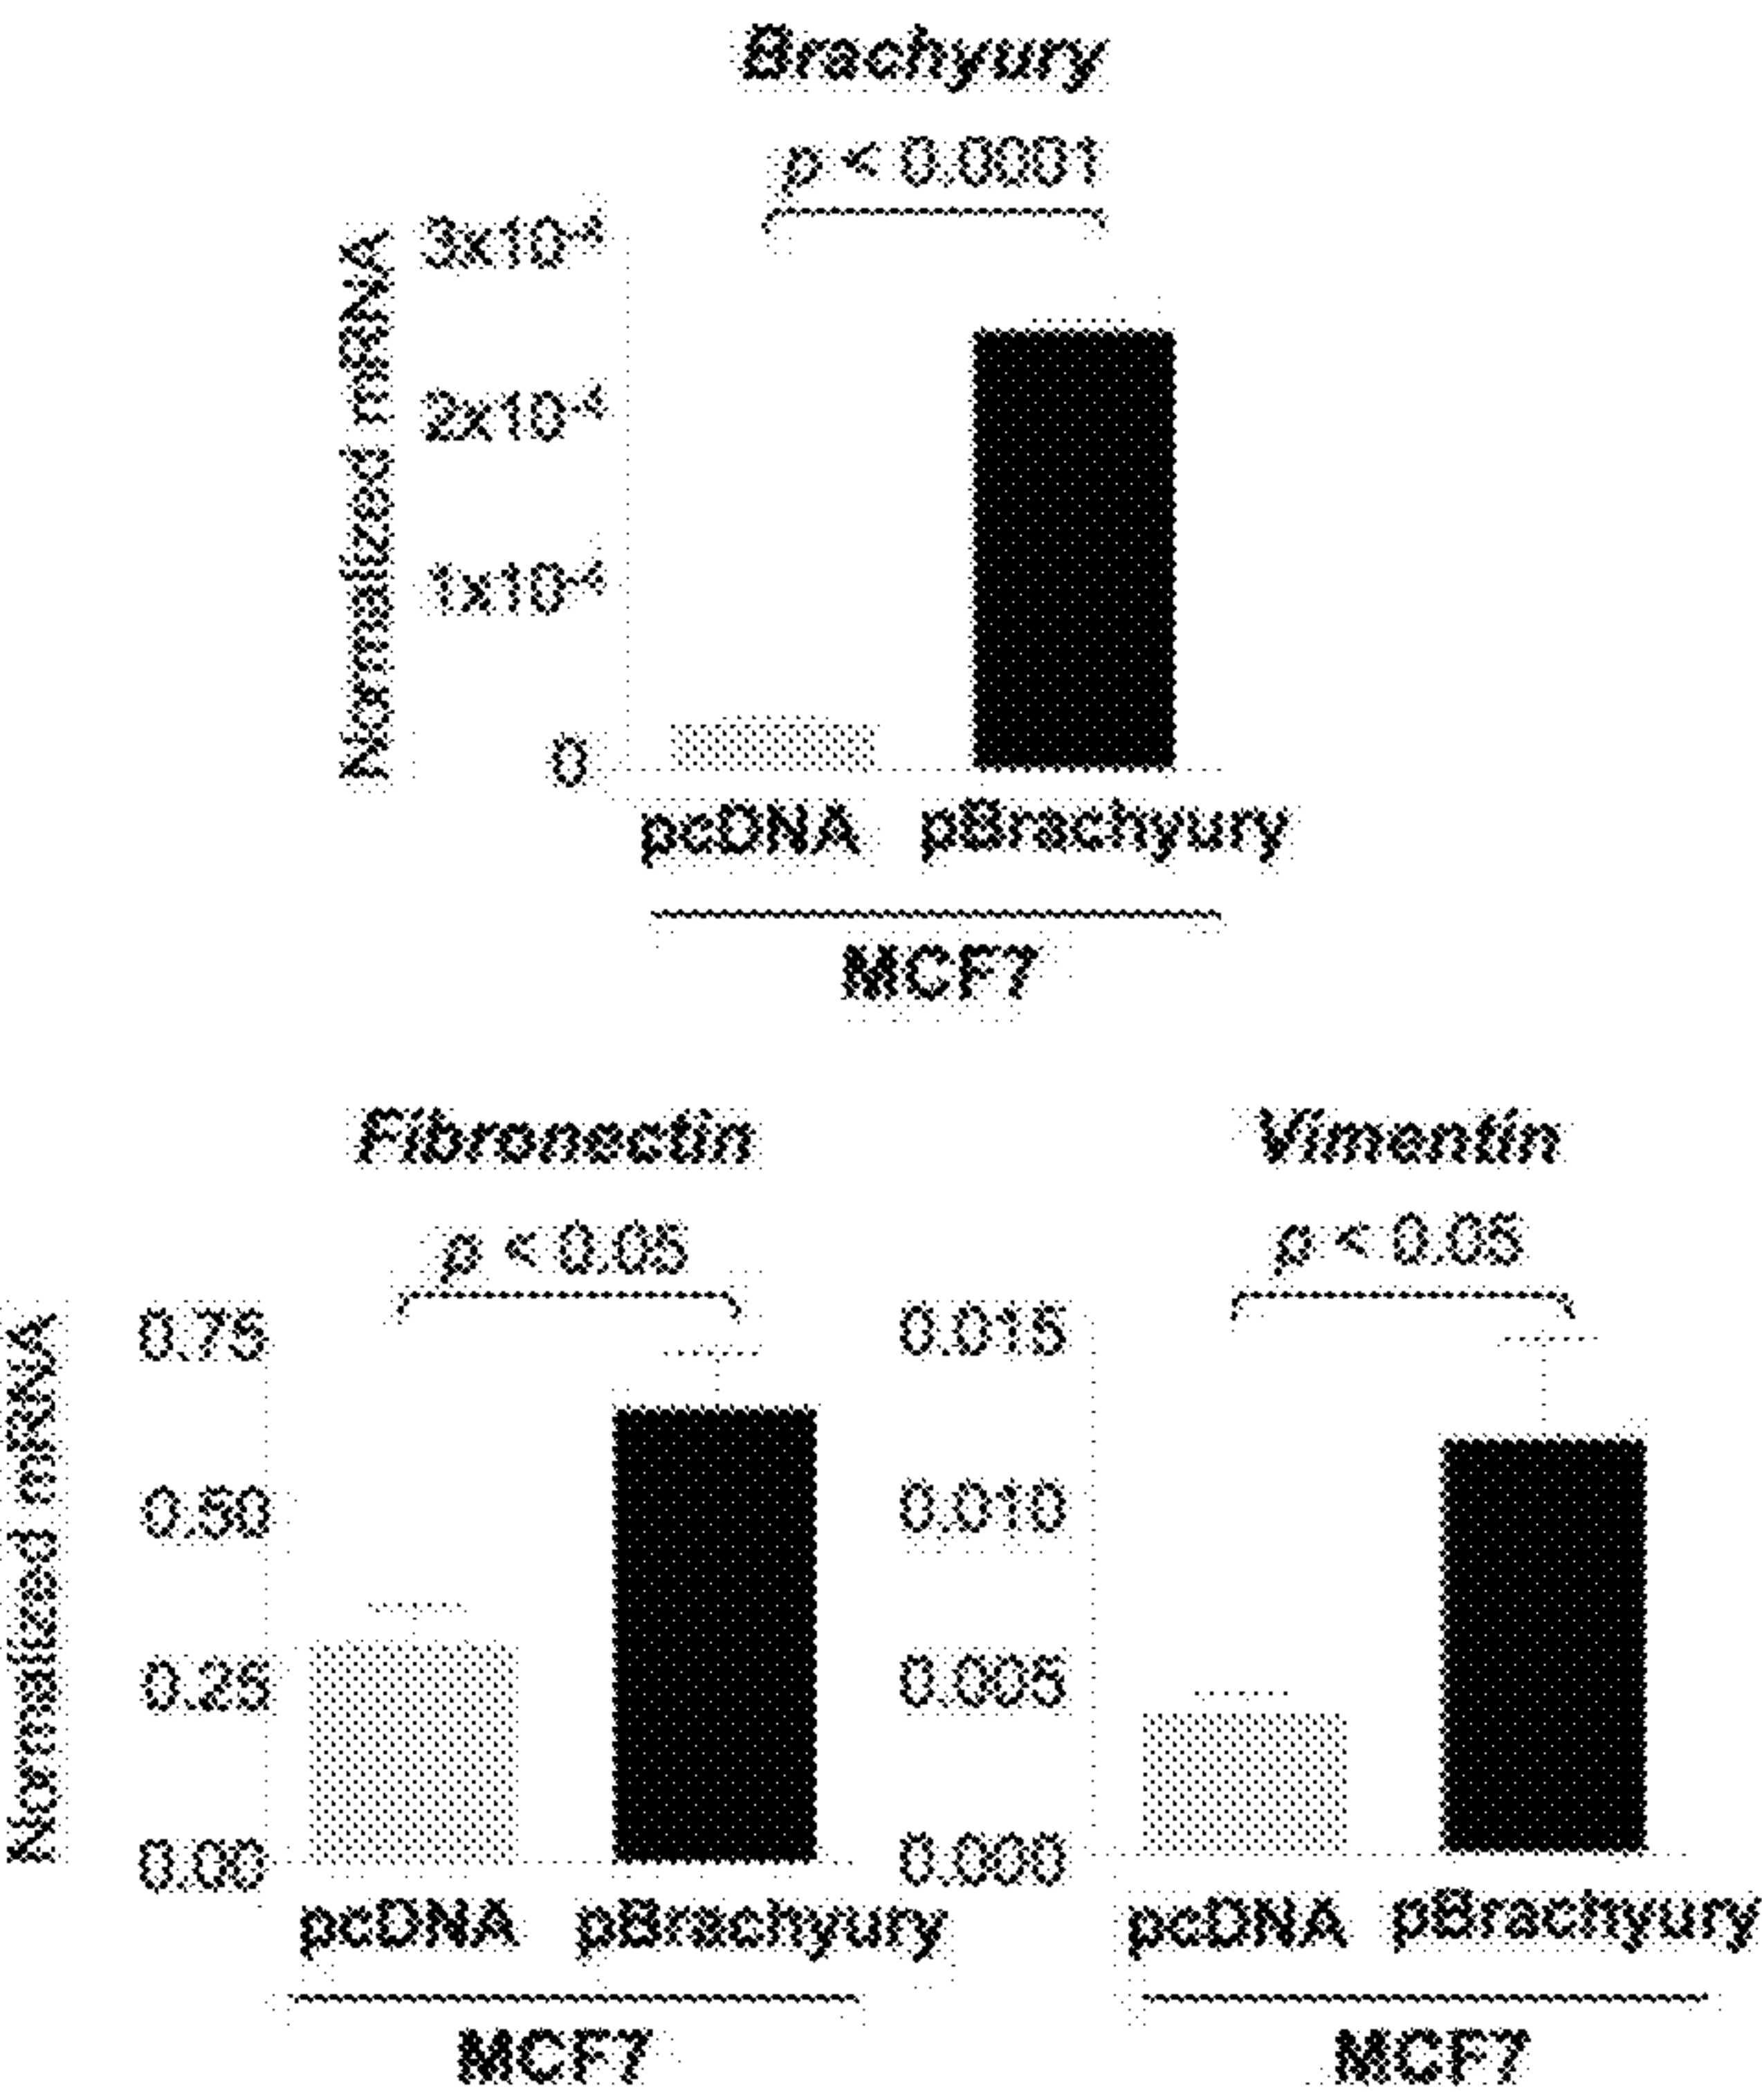 Brachyury
p < 0.0001
Normalized mRNA
3x10⁻⁴
2x10⁻⁴
1x10⁻⁴
0
pcDNA pBrachyury
MCF7
Fibronectin
p < 0.05
Normalized mRNA
0.75
0.50
0.25
0.00
pcDNA pBrachyury
MCF7
Vimentin
p < 0.05
0.015
0.010
0.005
0.000
pcDNA pBrachyury
MCF7